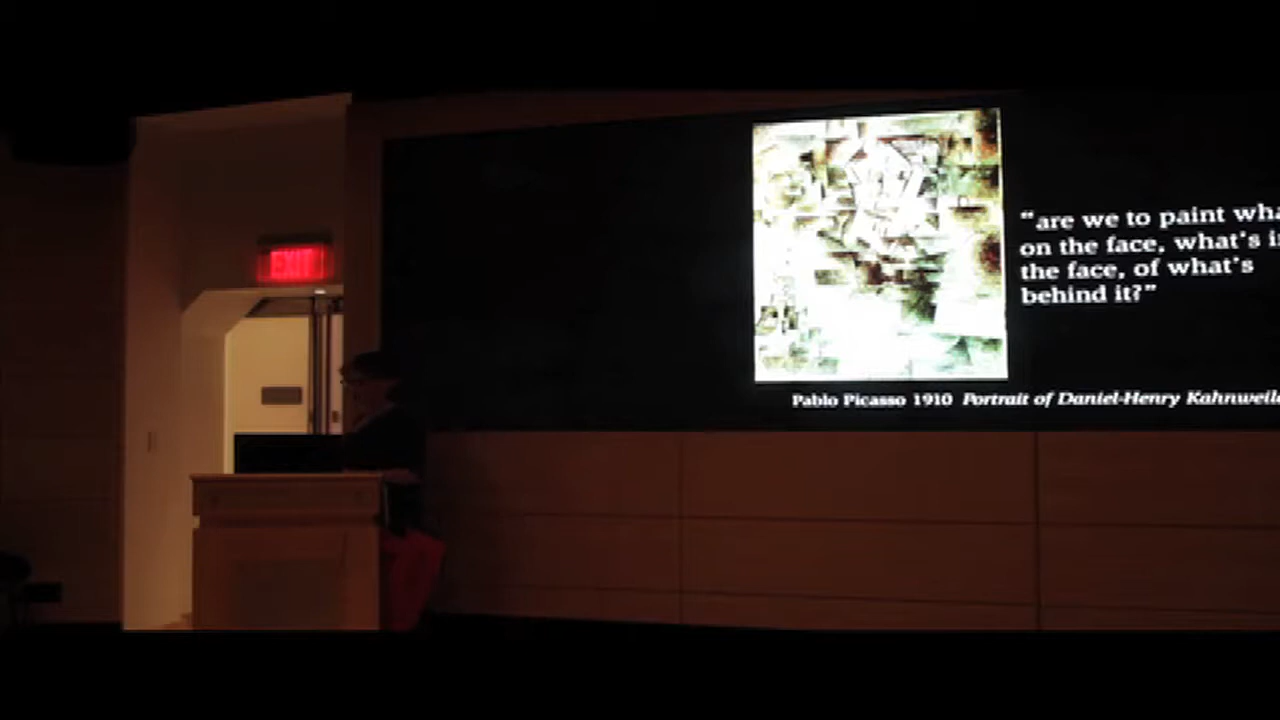 EXIT
“are we to paint wha
on the face, what’s i
the face, of what’s
behind it?”
Pablo Picasso 1910 Portrait of Daniel-Henry Kahnweile